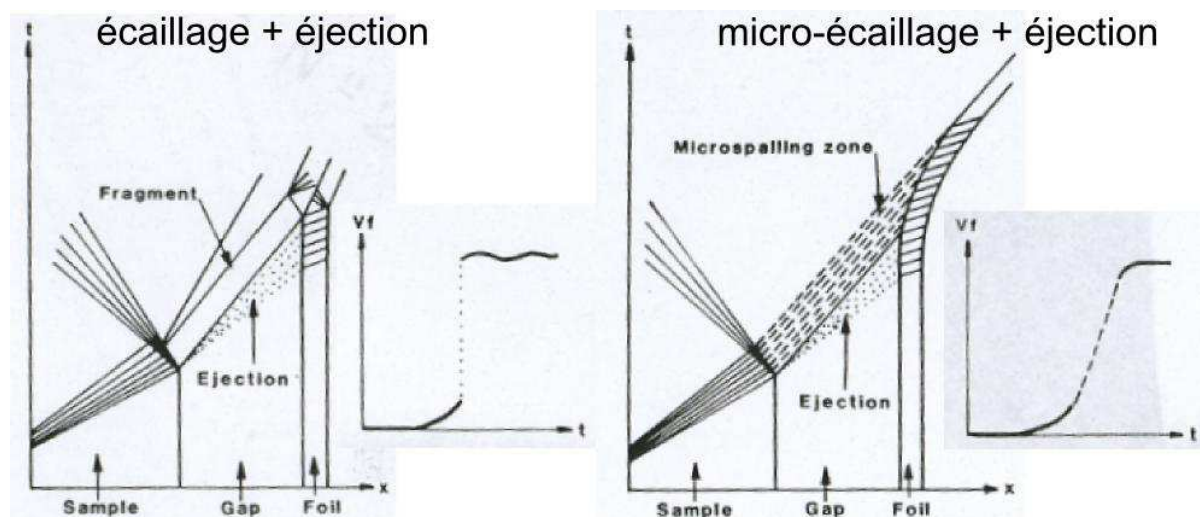 écaillage + éjection
t
Fragment
Ejection
x
Sample
Gap
Foil
Vf
t
micro-écaillage + éjection
t
Microspalling zone
Ejection
x
Sample
Gap
Foil
Vf
t